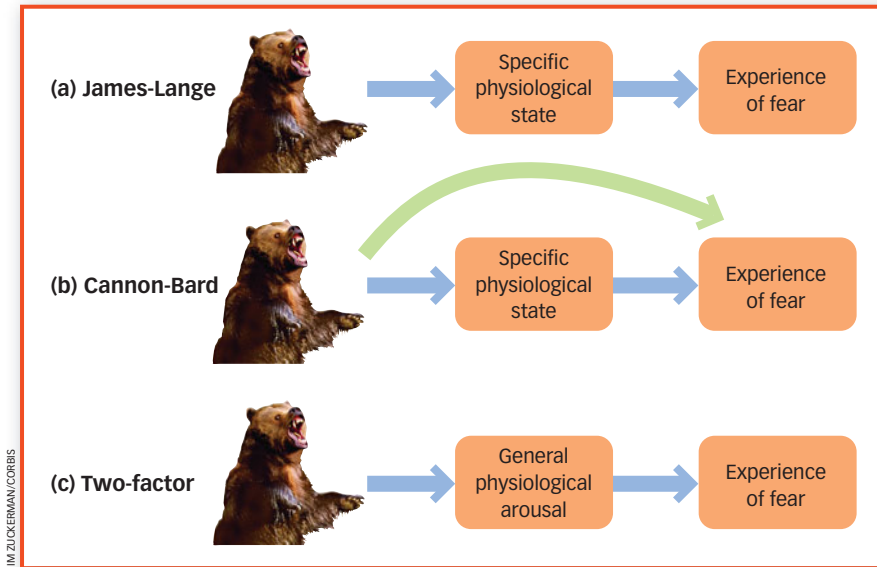 (a) James-Lange
Specific
physiological
state
Experience
of fear
(b) Cannon-Bard
Specific
physiological
state
Experience
of fear
(c) Two-factor
General
physiological
arousal
Experience
of fear
IM ZUCKERMAN/CORBIS